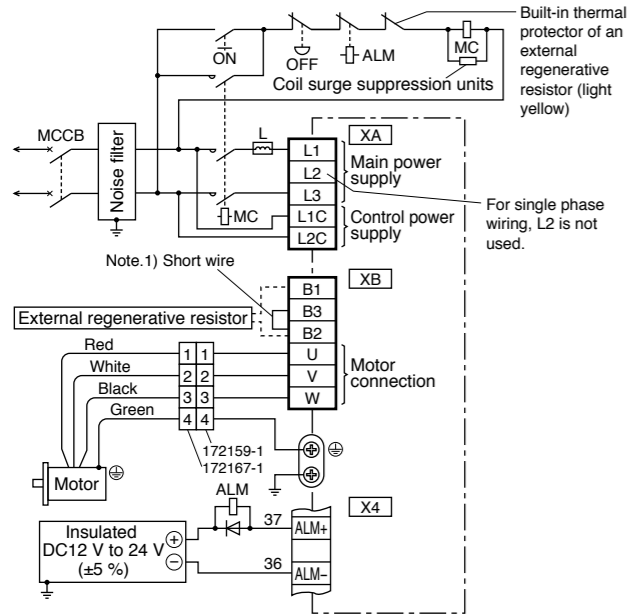 Built-in thermal
protector of an
external
regenerative
resistor (light
yellow)
ON
OFF
ALM
MC
Coil surge suppression units
MCCB
Noise filter
L
MC
XA
L1
L2
L3
L1C
L2C
Main power
supply
Control power
supply
For single phase
wiring, L2 is not
used.
Note.1) Short wire
XB
B1
B3
B2
U
V
W
External regenerative resistor
Motor
connection
Red
White
Black
Green
1 1
2 2
3 3
4 4
172159-1
172167-1
Motor
ALM
X4
Insulated
DC12 V to 24 V
(±5 %)
+
−
37
ALM+
36
ALM−